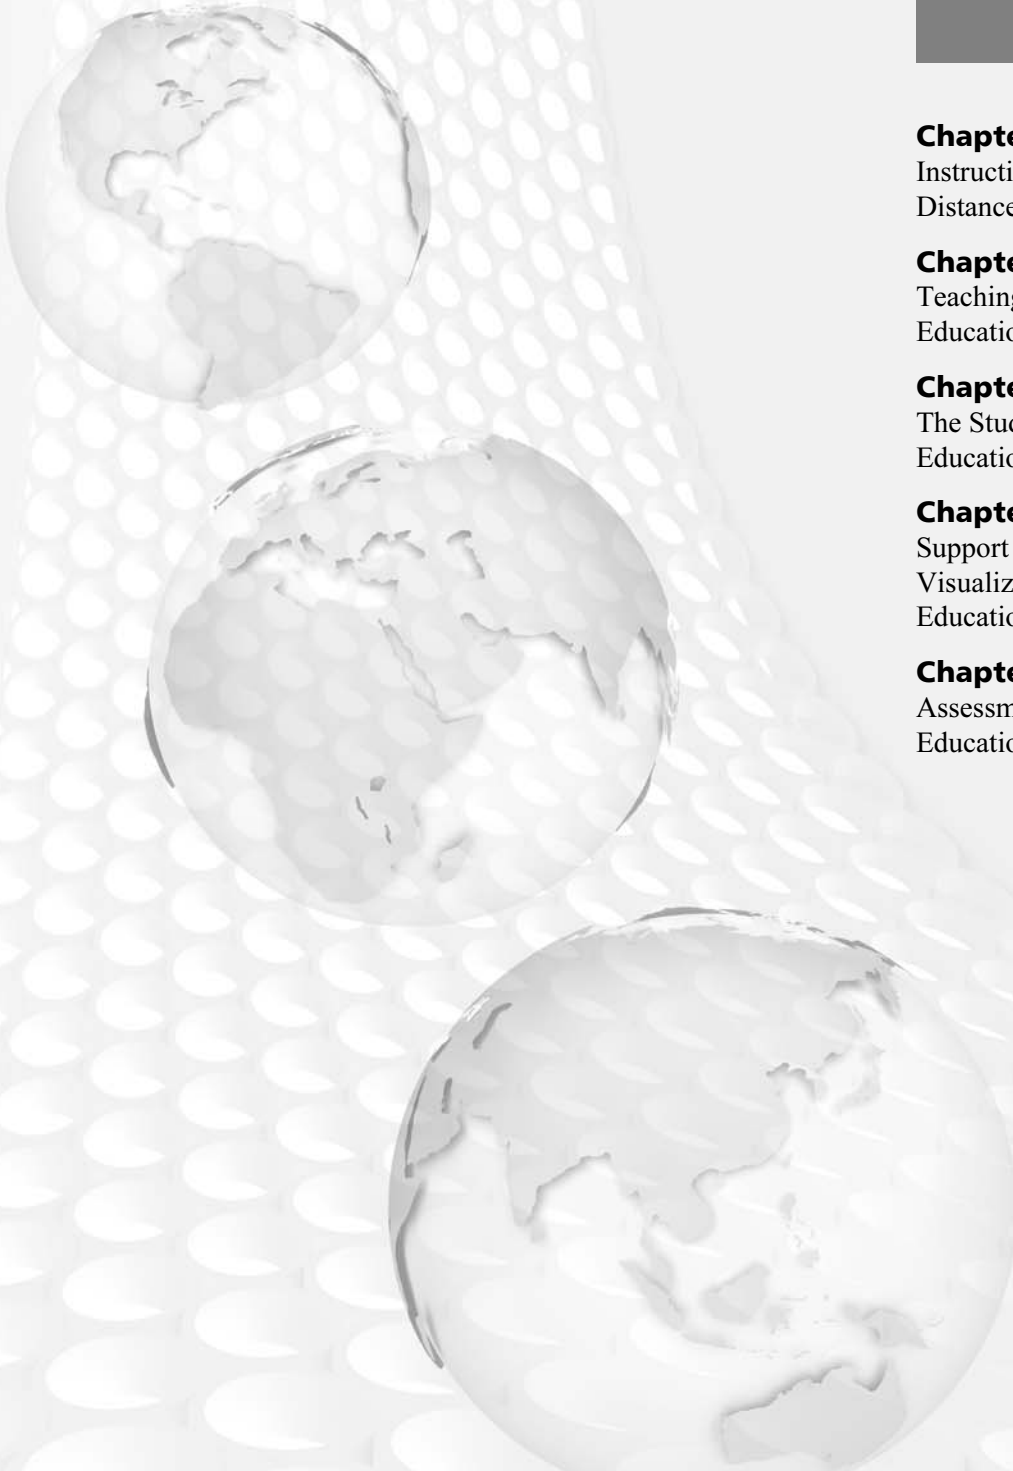 Chapte
Instructi
Distance
Chapte
Teaching
Educatio
Chapte
The Stud
Educatio
Chapte
Support
Visualiz
Educatio
Chapte
Assessm
Educatio